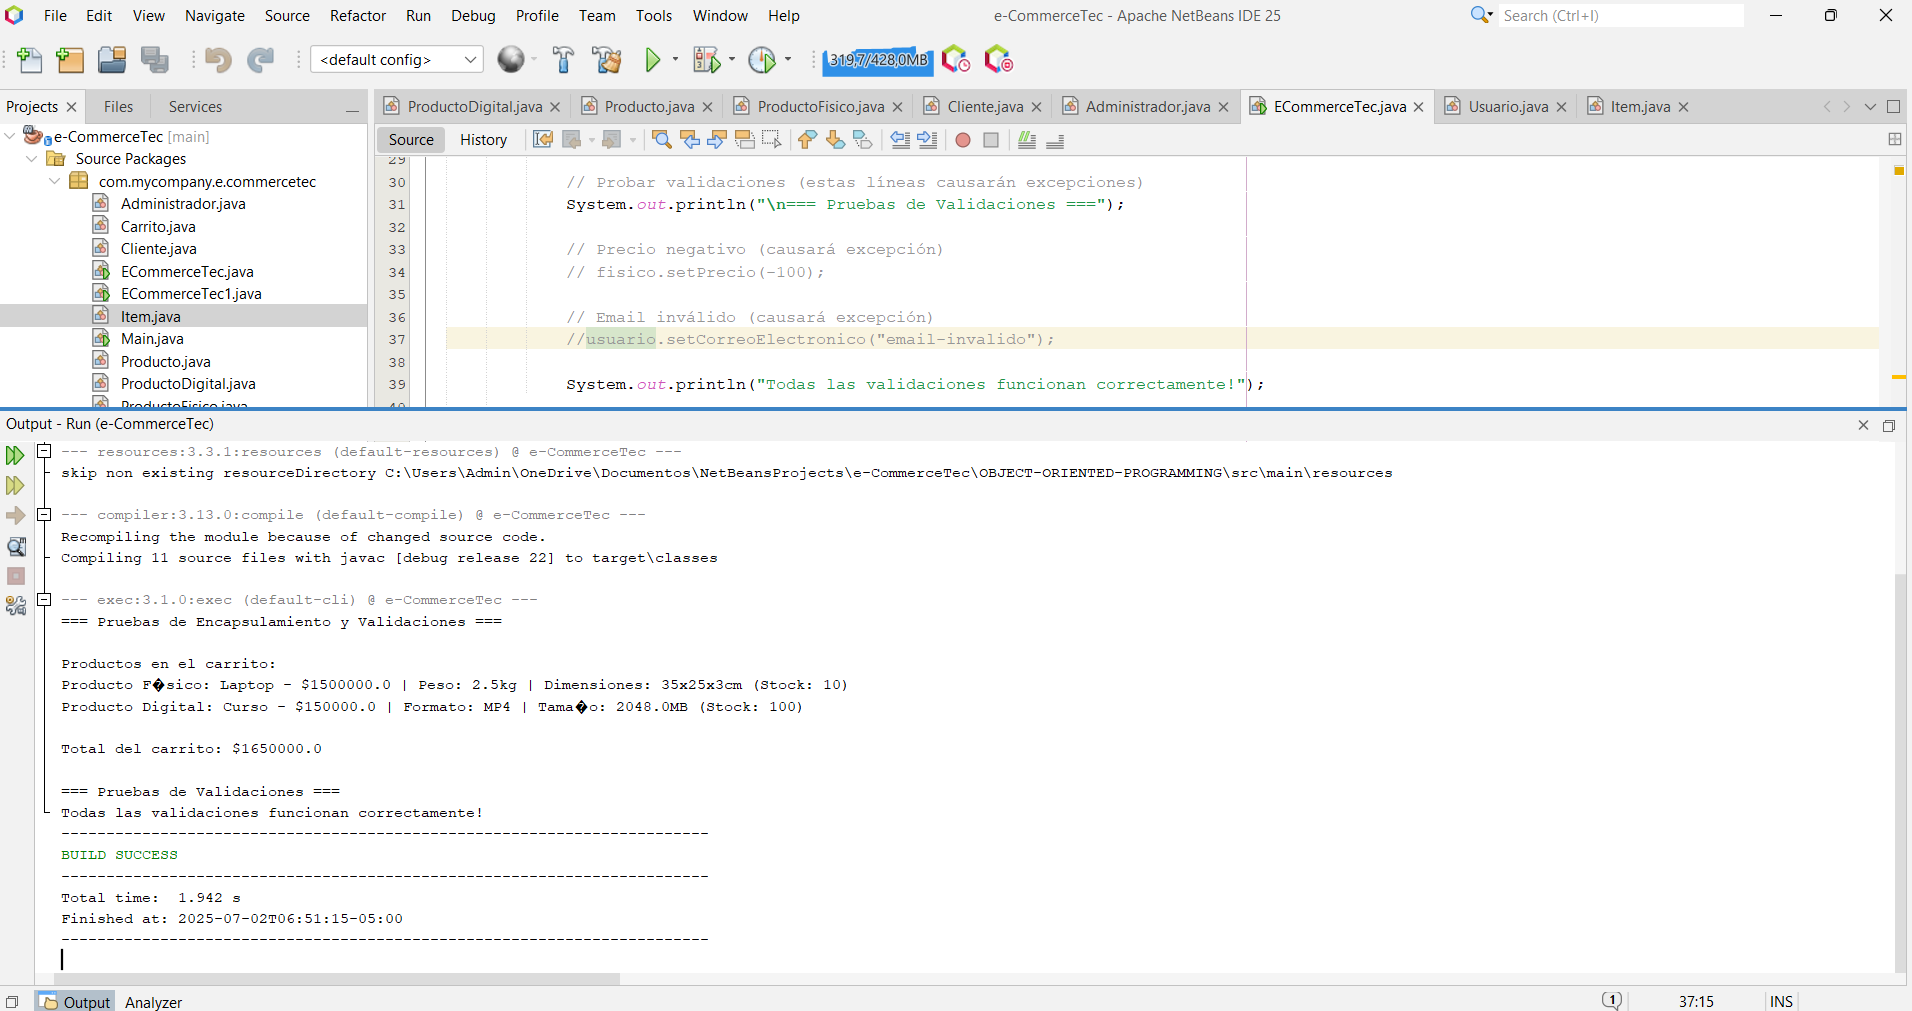 File Edit View Navigate Source Refactor Run Debug Profile Team Tools Window Help
e-CommerceTec - Apache NetBeans IDE 25
Search (Ctrl+I)
<default config>
319,7/428,0MB
Projects Files Services
ProductoDigital.java Producto.java ProductoFisico.java Cliente.java Administrador.java ECommerceTec.java Usuario.java Item.java
e-CommerceTec [main]
Source Packages
com.mycompany.e.commercetec
Administrador.java
Carrito.java
Cliente.java
ECommerceTec.java
ECommerceTec1.java
Item.java
Main.java
Producto.java
ProductoDigital.java
ProductoFisico.java
Source History
29
30 // Probar validaciones (estas líneas causarán excepciones)
31 System.out.println("\n=== Pruebas de Validaciones ===");
32
33 // Precio negativo (causará excepción)
34 // fisico.setPrecio(-100);
35
36 // Email inválido (causará excepción)
37 //usuario.setCorreoElectronico("email-invalido");
38
39 System.out.println("Todas las validaciones funcionan correctamente!");
40
Output - Run (e-CommerceTec)
--- resources:3.3.1:resources (default-resources) @ e-CommerceTec ---
skip non existing resourceDirectory C:\Users\Admin\OneDrive\Documentos\NetBeansProjects\e-CommerceTec\OBJECT-ORIENTED-PROGRAMMING\src\main\resources
--- compiler:3.13.0:compile (default-compile) @ e-CommerceTec ---
Recompiling the module because of changed source code.
Compiling 11 source files with javac [debug release 22] to target\classes
--- exec:3.1.0:exec (default-cli) @ e-CommerceTec ---
=== Pruebas de Encapsulamiento y Validaciones ===
Productos en el carrito:
Producto F�sico: Laptop - $1500000.0 | Peso: 2.5kg | Dimensiones: 35x25x3cm (Stock: 10)
Producto Digital: Curso - $150000.0 | Formato: MP4 | Tama�o: 2048.0MB (Stock: 100)
Total del carrito: $1650000.0
=== Pruebas de Validaciones ===
Todas las validaciones funcionan correctamente!
------------------------------------------------------------------------
BUILD SUCCESS
------------------------------------------------------------------------
Total time:  1.942 s
Finished at: 2025-07-02T06:51:15-05:00
------------------------------------------------------------------------
Output Analyzer
1
37:15 INS